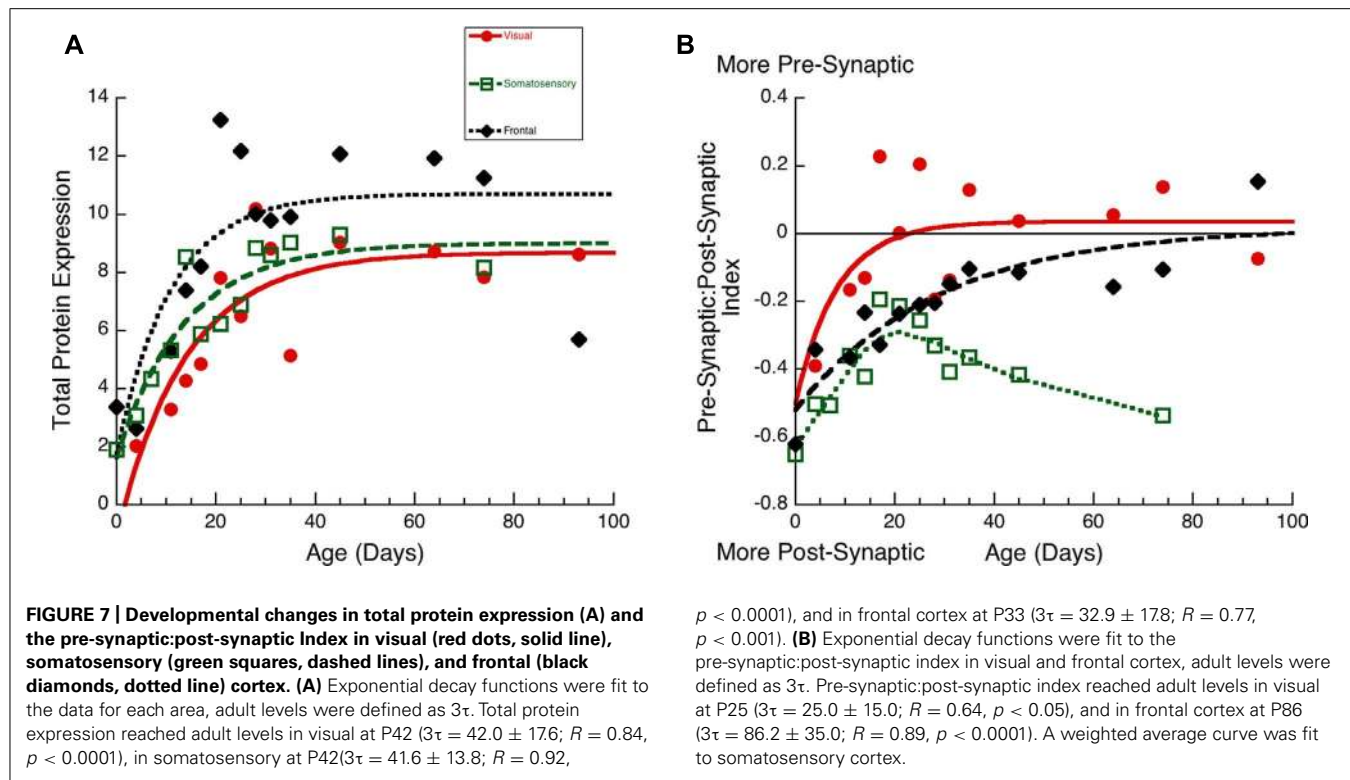 A
Visual
Somatosensory
Frontal
14
12
10
8
6
4
2
0
Total Protein Expression
0
20
40
60
80
100
Age (Days)
B
More Pre-Synaptic
0.4
0.2
0
-0.2
-0.4
-0.6
-0.8
Pre-Synaptic:Post-Synaptic
Index
0
20
40
60
80
100
More Post-Synaptic
Age (Days)
FIGURE 7 | Developmental changes in total protein expression (A) and
the pre-synaptic:post-synaptic Index in visual (red dots, solid line),
somatosensory (green squares, dashed lines), and frontal (black
diamonds, dotted line) cortex. (A) Exponential decay functions were fit to
the data for each area, adult levels were defined as 3τ. Total protein
expression reached adult levels in visual at P42 (3τ = 42.0 ± 17.6; R = 0.84,
p < 0.0001), in somatosensory at P42(3τ = 41.6 ± 13.8; R = 0.92,
p < 0.0001), and in frontal cortex at P33 (3τ = 32.9 ± 17.8; R = 0.77,
p < 0.001). (B) Exponential decay functions were fit to the
pre-synaptic:post-synaptic index in visual and frontal cortex, adult levels were
defined as 3τ. Pre-synaptic:post-synaptic index reached adult levels in visual
at P25 (3τ = 25.0 ± 15.0; R = 0.64, p < 0.05), and in frontal cortex at P86
(3τ = 86.2 ± 35.0; R = 0.89, p < 0.0001). A weighted average curve was fit
to somatosensory cortex.